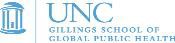 UNC
GILLINGS SCHOOL OF
GLOBAL PUBLIC HEALTH